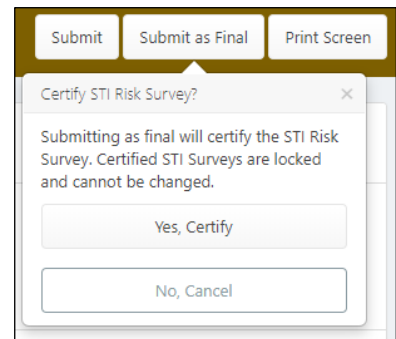 Submit Submit as Final Print Screen
Certify STI Risk Survey? ×
Submitting as final will certify the STI Risk
Survey. Certified STI Surveys are locked
and cannot be changed.
Yes, Certify
No, Cancel